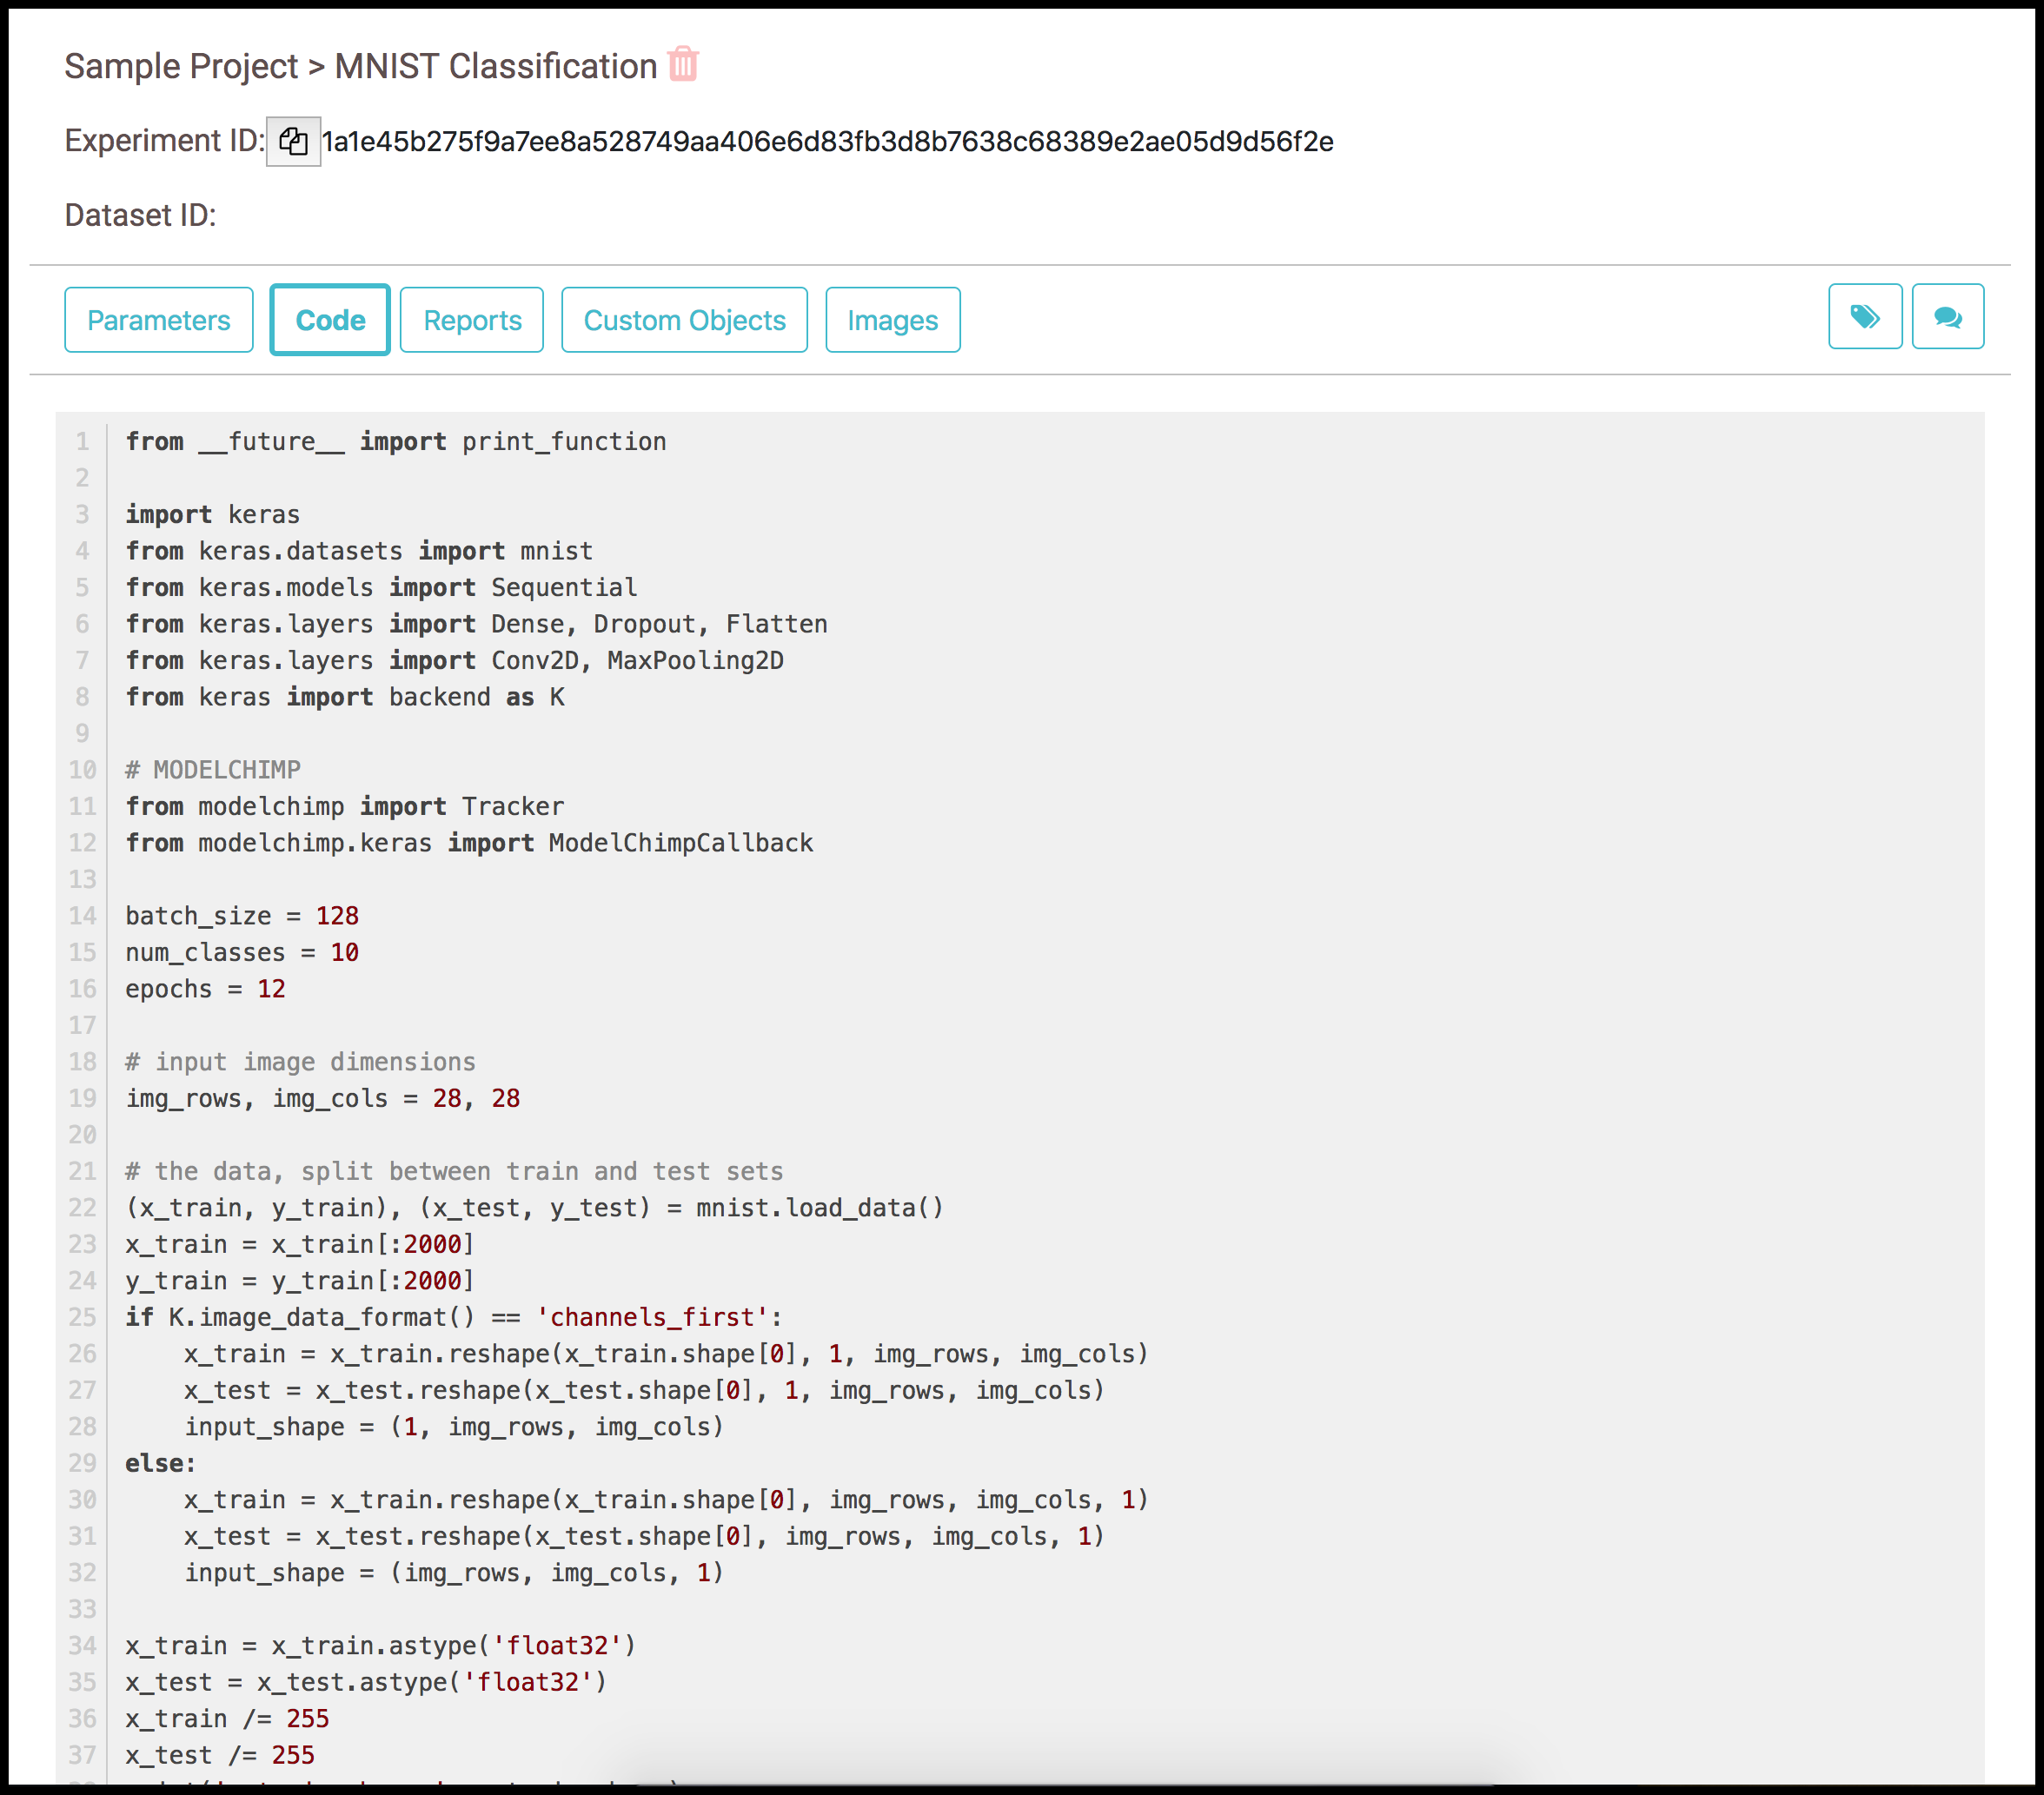 Sample Project > MNIST Classification
Experiment ID: 1a1e45b275f9a7ee8a528749aa406e6d83fb3d8b7638c68389e2ae05d9d56f2e
Dataset ID:
Parameters Code Reports Custom Objects Images
1 from __future__ import print_function
2
3 import keras
4 from keras.datasets import mnist
5 from keras.models import Sequential
6 from keras.layers import Dense, Dropout, Flatten
7 from keras.layers import Conv2D, MaxPooling2D
8 from keras import backend as K
9
10 # MODELCHIMP
11 from modelchimp import Tracker
12 from modelchimp.keras import ModelChimpCallback
13
14 batch_size = 128
15 num_classes = 10
16 epochs = 12
17
18 # input image dimensions
19 img_rows, img_cols = 28, 28
20
21 # the data, split between train and test sets
22 (x_train, y_train), (x_test, y_test) = mnist.load_data()
23 x_train = x_train[:2000]
24 y_train = y_train[:2000]
25 if K.image_data_format() == 'channels_first':
26     x_train = x_train.reshape(x_train.shape[0], 1, img_rows, img_cols)
27     x_test = x_test.reshape(x_test.shape[0], 1, img_rows, img_cols)
28     input_shape = (1, img_rows, img_cols)
29 else:
30     x_train = x_train.reshape(x_train.shape[0], img_rows, img_cols, 1)
31     x_test = x_test.reshape(x_test.shape[0], img_rows, img_cols, 1)
32     input_shape = (img_rows, img_cols, 1)
33
34 x_train = x_train.astype('float32')
35 x_test = x_test.astype('float32')
36 x_train /= 255
37 x_test /= 255